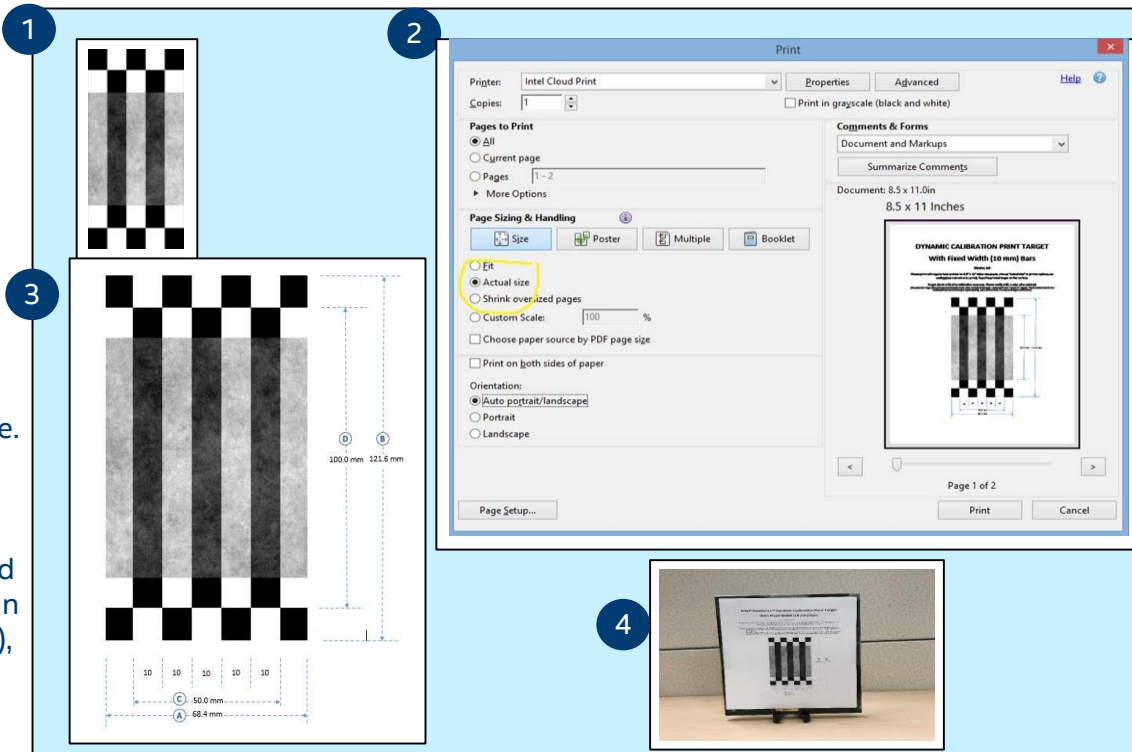 1
2
Print
Printer: Intel Cloud Print Properties Advanced Help
Copies: 1 Print in grayscale (black and white)
Pages to Print
All
Current page
Pages 1 - 2
More Options
Page Sizing & Handling
Size Poster Multiple Booklet
Fit
Actual size
Shrink oversized pages
Custom Scale: 100 %
Choose paper source by PDF page size
Print on both sides of paper
Orientation:
Auto portrait/landscape
Portrait
Landscape
Comments & Forms
Document and Markups
Summarize Comments
Document: 8.5 x 11.0in
8.5 x 11 Inches
DYNAMIC CALIBRATION PRINT TARGET
With Fixed Width (10 mm) Bars
< >
Page 1 of 2
Page Setup... Print Cancel
3
D B
100.0 mm 121.6 mm
10 10 10 10 10
C 50.0 mm
A 68.4 mm
e.
d
n
),
4